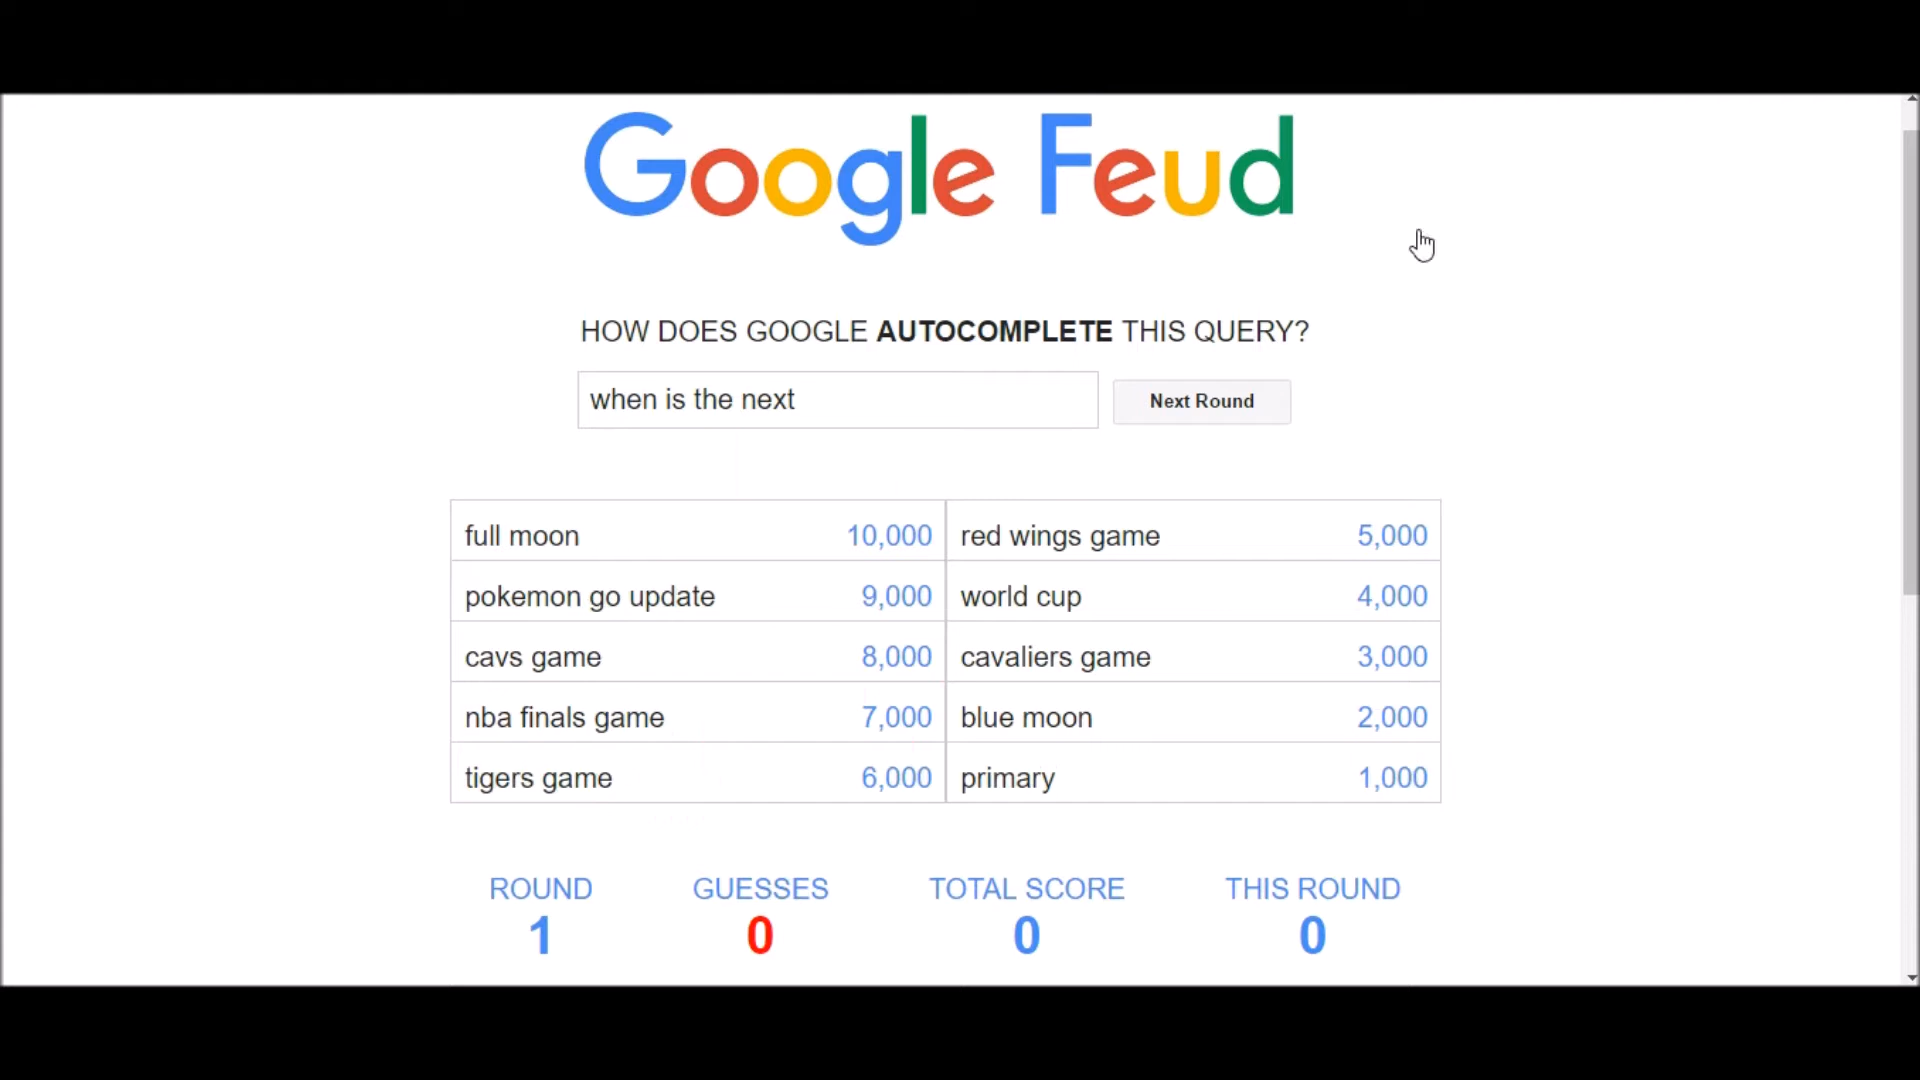 Google Feud
HOW DOES GOOGLE AUTOCOMPLETE THIS QUERY?
when is the next
Next Round
full moon 10,000
pokemon go update 9,000
cavs game 8,000
nba finals game 7,000
tigers game 6,000
red wings game 5,000
world cup 4,000
cavaliers game 3,000
blue moon 2,000
primary 1,000
ROUND
1
GUESSES
0
TOTAL SCORE
0
THIS ROUND
0